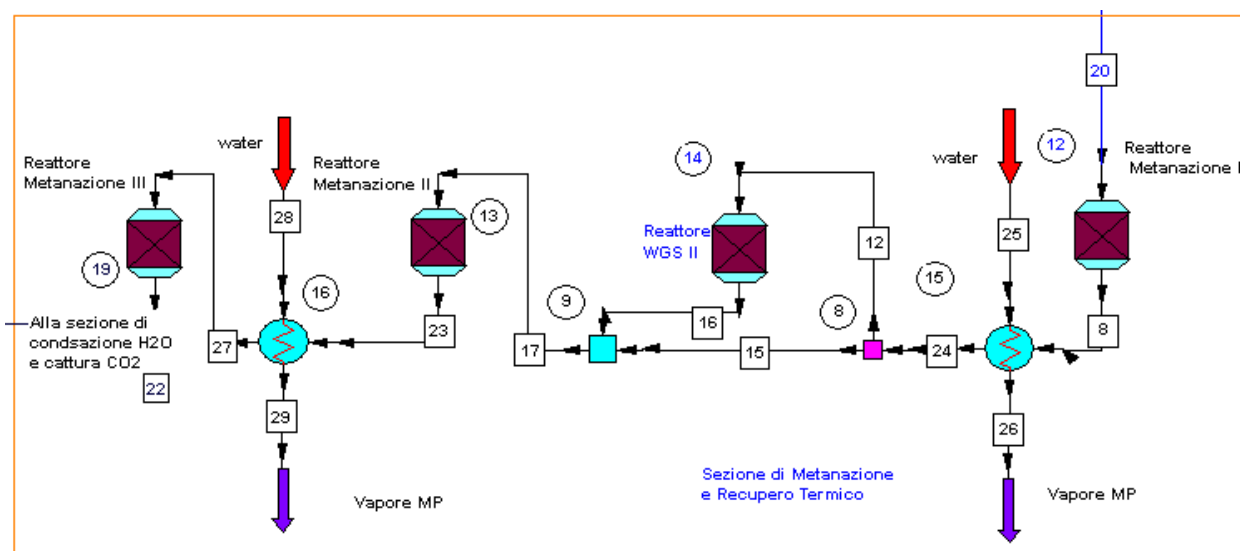 20
water
Reattore
Metanazione III
Reattore
Metanazione II
14
water
12
Reattore
Metanazione I
28
13
Reattore
WGS II
12
25
19
16
9
8
15
Alla sezione di
condsazione H2O
e cattura CO2
27
23
17
16
15
24
8
22
29
26
Sezione di Metanazione
e Recupero Termico
Vapore MP
Vapore MP